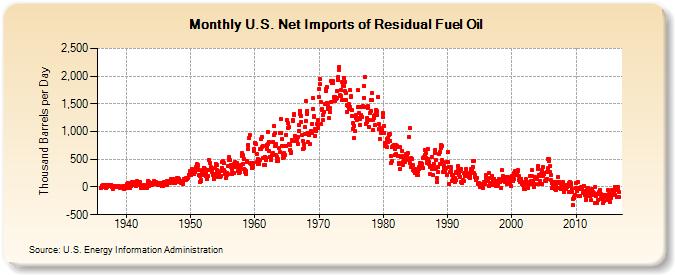 Monthly U.S. Net Imports of Residual Fuel Oil
Thousand Barrels per Day
2,500
2,000
1,500
1,000
500
0
-500
1940 1950 1960 1970 1980 1990 2000 2010
Source: U.S. Energy Information Administration